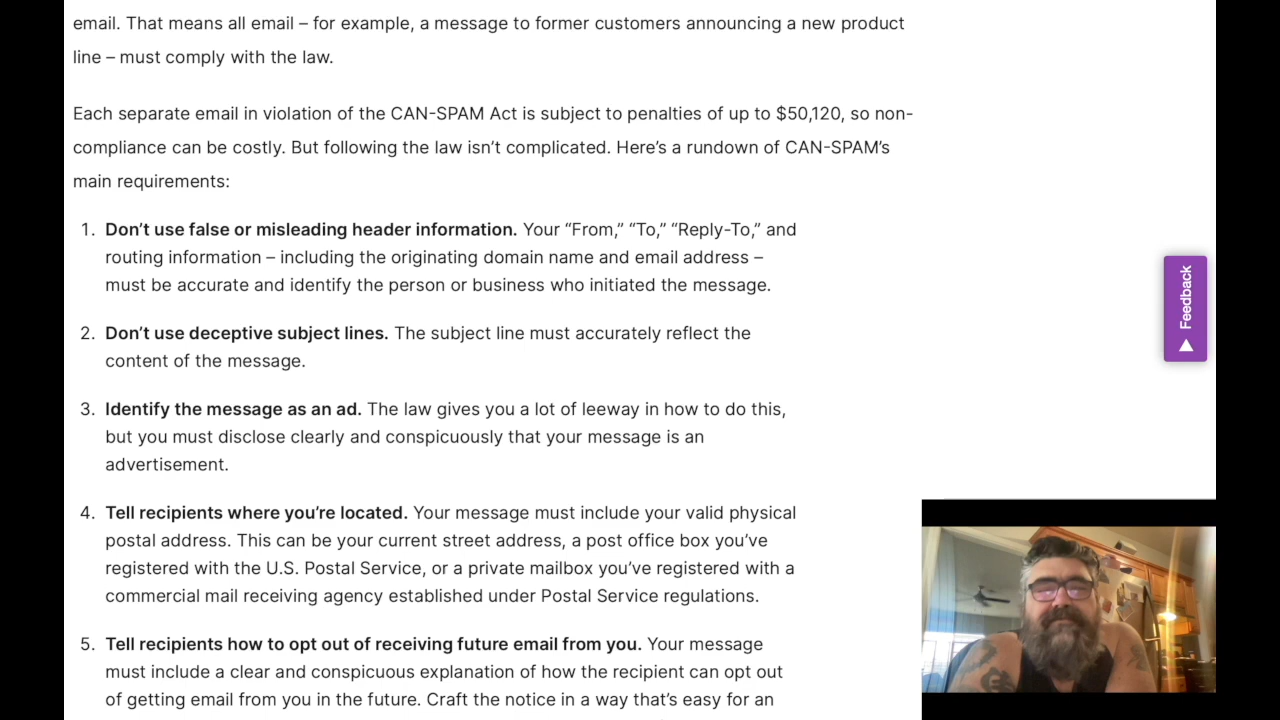 email. That means all email – for example, a message to former customers announcing a new product
line – must comply with the law.
Each separate email in violation of the CAN-SPAM Act is subject to penalties of up to $50,120, so non-
compliance can be costly. But following the law isn’t complicated. Here’s a rundown of CAN-SPAM’s
main requirements:
1. Don’t use false or misleading header information. Your “From,” “To,” “Reply-To,” and
routing information – including the originating domain name and email address –
must be accurate and identify the person or business who initiated the message.
2. Don’t use deceptive subject lines. The subject line must accurately reflect the
content of the message.
3. Identify the message as an ad. The law gives you a lot of leeway in how to do this,
but you must disclose clearly and conspicuously that your message is an
advertisement.
4. Tell recipients where you’re located. Your message must include your valid physical
postal address. This can be your current street address, a post office box you’ve
registered with the U.S. Postal Service, or a private mailbox you’ve registered with a
commercial mail receiving agency established under Postal Service regulations.
5. Tell recipients how to opt out of receiving future email from you. Your message
must include a clear and conspicuous explanation of how the recipient can opt out
of getting email from you in the future. Craft the notice in a way that’s easy for an
Feedback